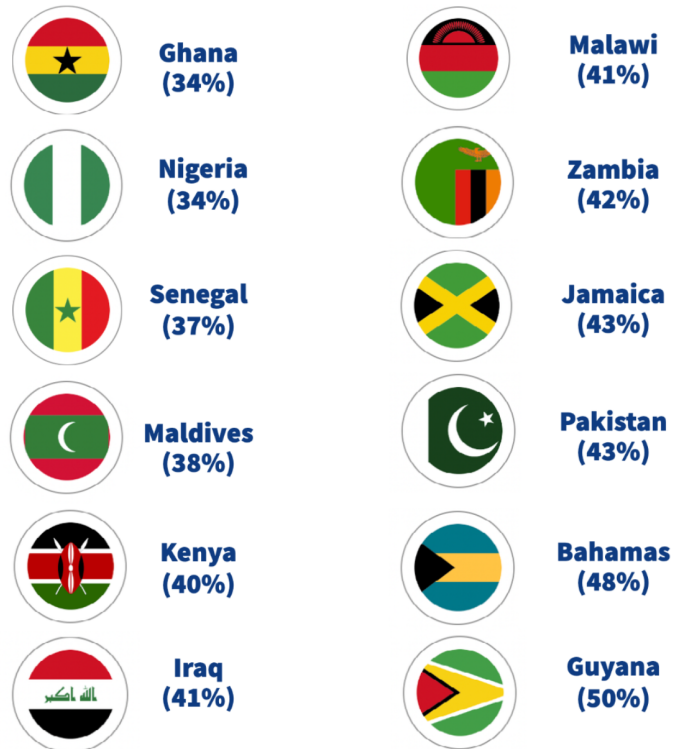 Ghana
(34%)
Nigeria
(34%)
Senegal
(37%)
Maldives
(38%)
Kenya
(40%)
الله اكبر
Iraq
(41%)
Malawi
(41%)
Zambia
(42%)
Jamaica
(43%)
Pakistan
(43%)
Bahamas
(48%)
Guyana
(50%)